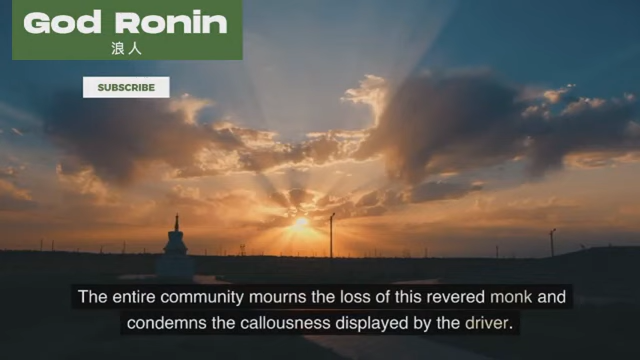 God Ronin
浪人
SUBSCRIBE
The entire community mourns the loss of this revered monk and
condemns the callousness displayed by the driver.